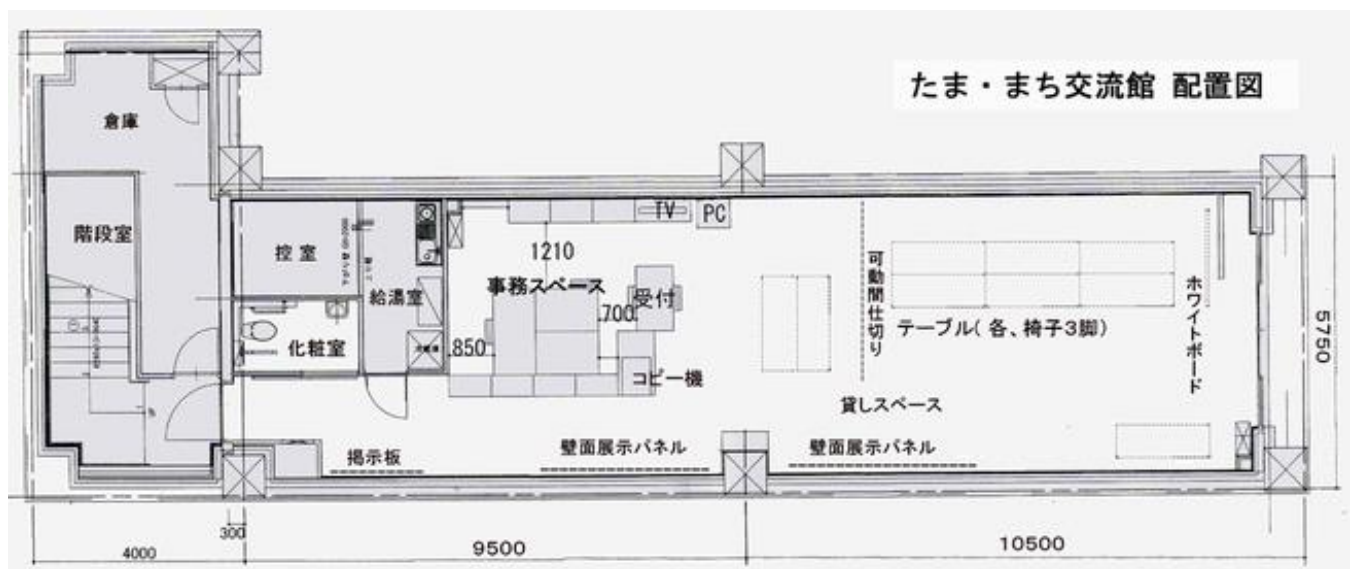 たま・まち交流館 配置図
倉庫
階段室
控室
給湯室
化粧室
TV
PC
1210
事務スペース
受付
700
850
コピー機
可動間仕切り
テーブル( 各、椅子3脚)
ホワイトボード
貸しスペース
掲示板
壁面展示パネル
壁面展示パネル
5750
300
4000
9500
10500